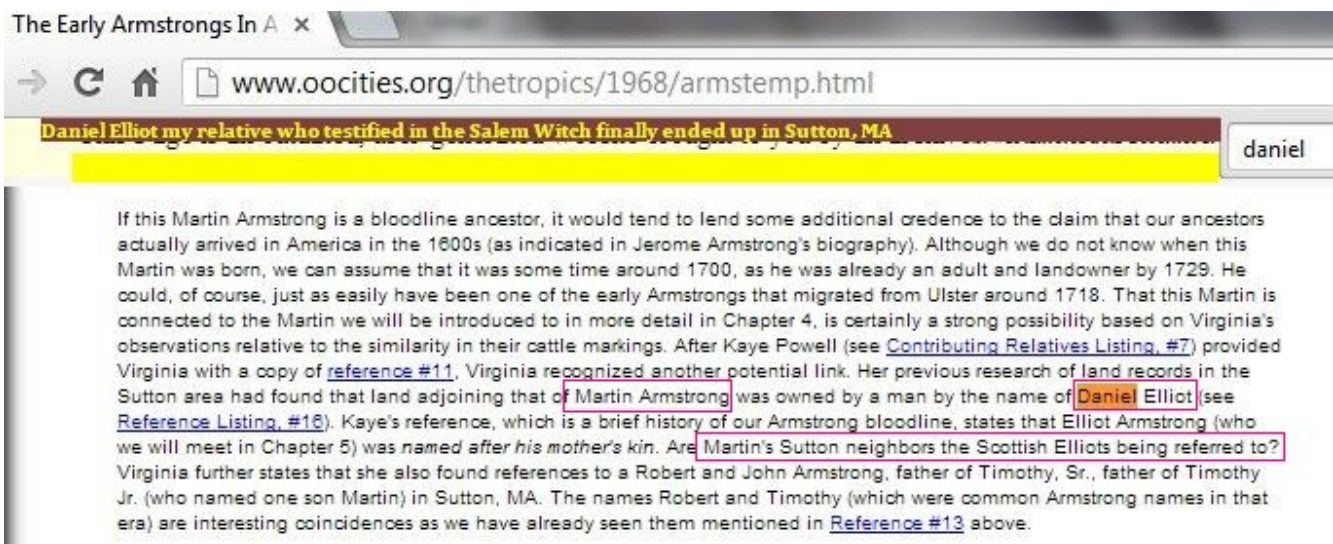 The Early Armstrongs In A
www.oocities.org/thetropics/1968/armstemp.html
Daniel Elliot my relative who testified in the Salem Witch finally ended up in Sutton, MA
daniel
If this Martin Armstrong is a bloodline ancestor, it would tend to lend some additional credence to the claim that our ancestors
actually arrived in America in the 1600s (as indicated in Jerome Armstrong's biography). Although we do not know when this
Martin was born, we can assume that it was some time around 1700, as he was already an adult and landowner by 1729. He
could, of course, just as easily have been one of the early Armstrongs that migrated from Ulster around 1718. That this Martin is
connected to the Martin we will be introduced to in more detail in Chapter 4, is certainly a strong possibility based on Virginia's
observations relative to the similarity in their cattle markings. After Kaye Powell (see Contributing Relatives Listing, #7) provided
Virginia with a copy of reference #11, Virginia recognized another potential link. Her previous research of land records in the
Sutton area had found that land adjoining that of Martin Armstrong was owned by a man by the name of Daniel Elliot (see
Reference Listing, #16). Kaye's reference, which is a brief history of our Armstrong bloodline, states that Elliot Armstrong (who
we will meet in Chapter 5) was named after his mother's kin. Are Martin's Sutton neighbors the Scottish Elliots being referred to?
Virginia further states that she also found references to a Robert and John Armstrong, father of Timothy, Sr., father of Timothy
Jr. (who named one son Martin) in Sutton, MA. The names Robert and Timothy (which were common Armstrong names in that
era) are interesting coincidences as we have already seen them mentioned in Reference #13 above.